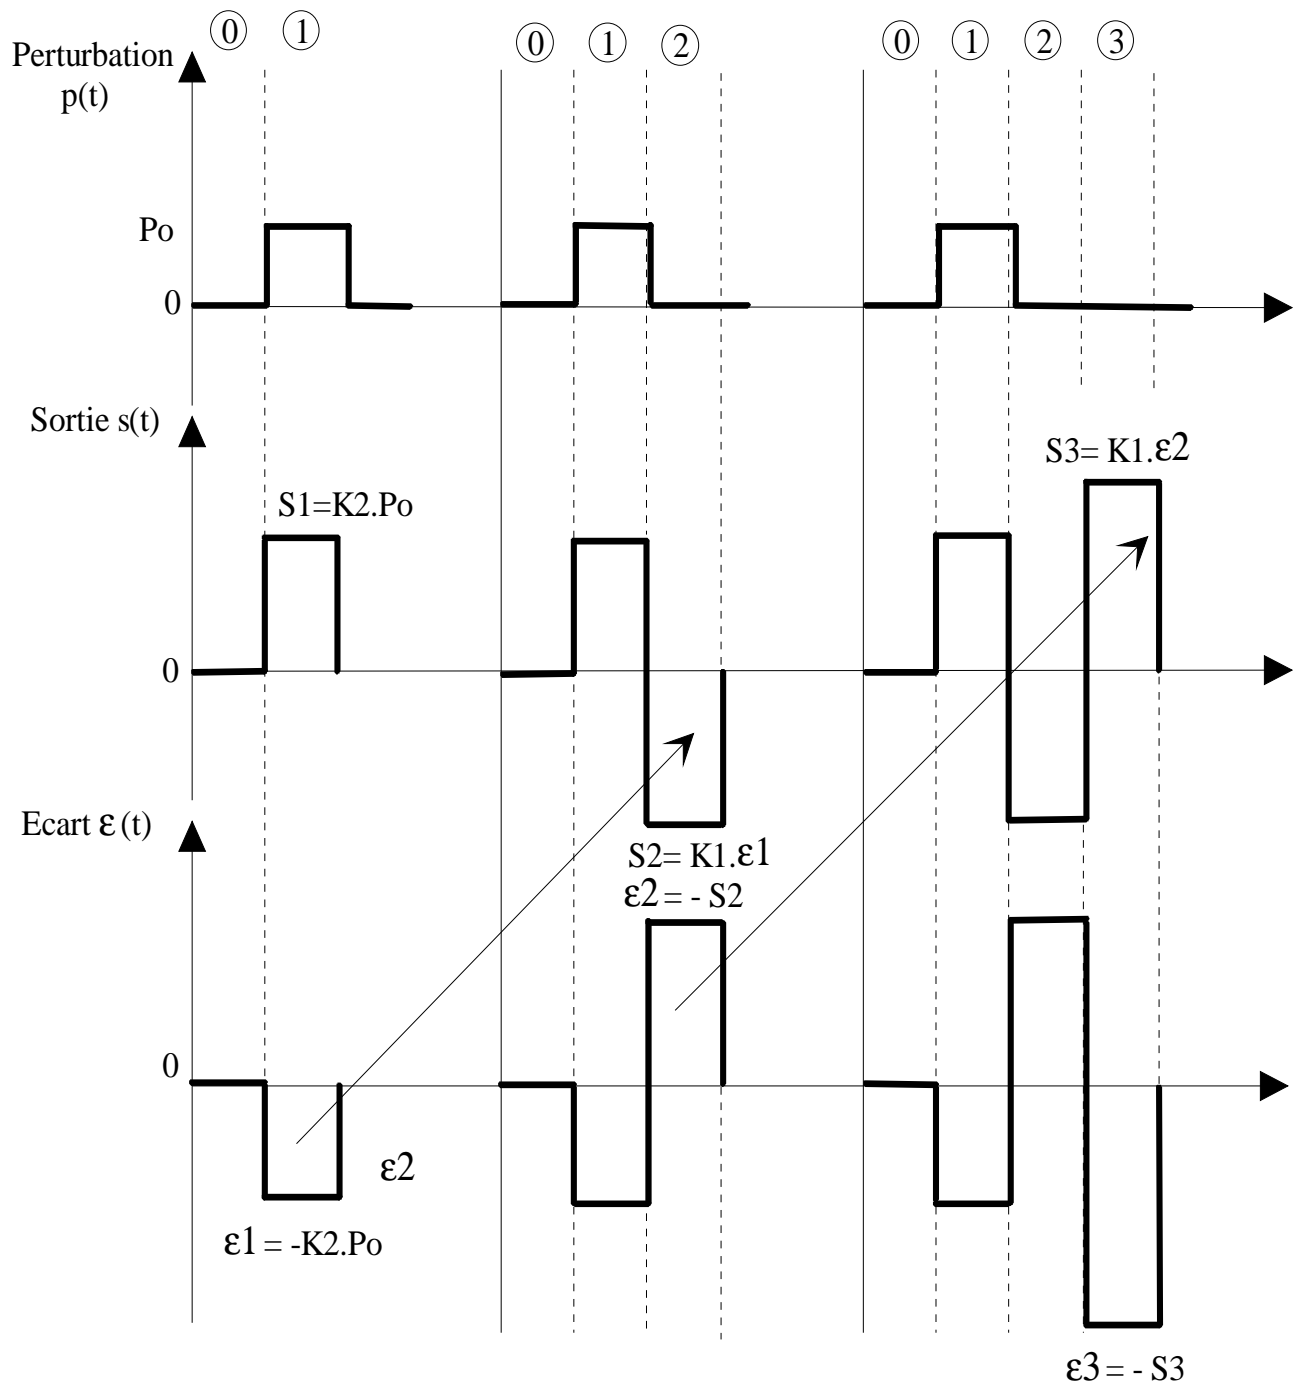 0 1 0 1 2 0 1 2 3
Perturbation
p(t)
Po
0
Sortie s(t)
S3= K1.ε2
S1=K2.Po
0
Ecart ε (t)
S2= K1.ε1
ε2 = - S2
0
ε2
ε1 = -K2.Po
ε3 = - S3